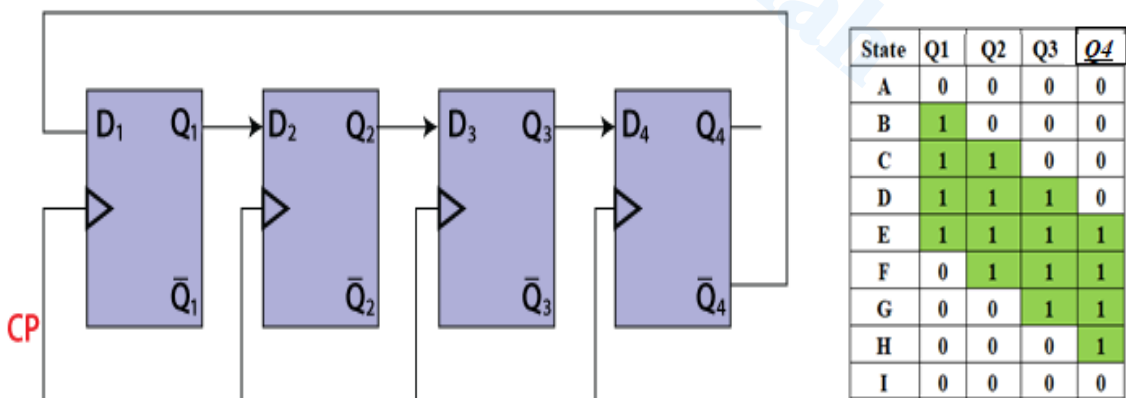 D₁ Q₁ D₂ Q₂ D₃ Q₃ D₄ Q₄
Q̅₁ Q̅₂ Q̅₃ Q̅₄
CP
State Q1 Q2 Q3 Q4
A 0 0 0 0
B 1 0 0 0
C 1 1 0 0
D 1 1 1 0
E 1 1 1 1
F 0 1 1 1
G 0 0 1 1
H 0 0 0 1
I 0 0 0 0